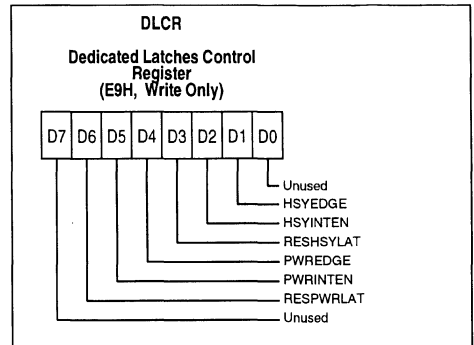 DLCR
Dedicated Latches Control
Register
(E9H, Write Only)
D7 D6 D5 D4 D3 D2 D1 D0
Unused
HSYEDGE
HSYINTEN
RESHSYLAT
PWREDGE
PWRINTEN
RESPWRLAT
Unused